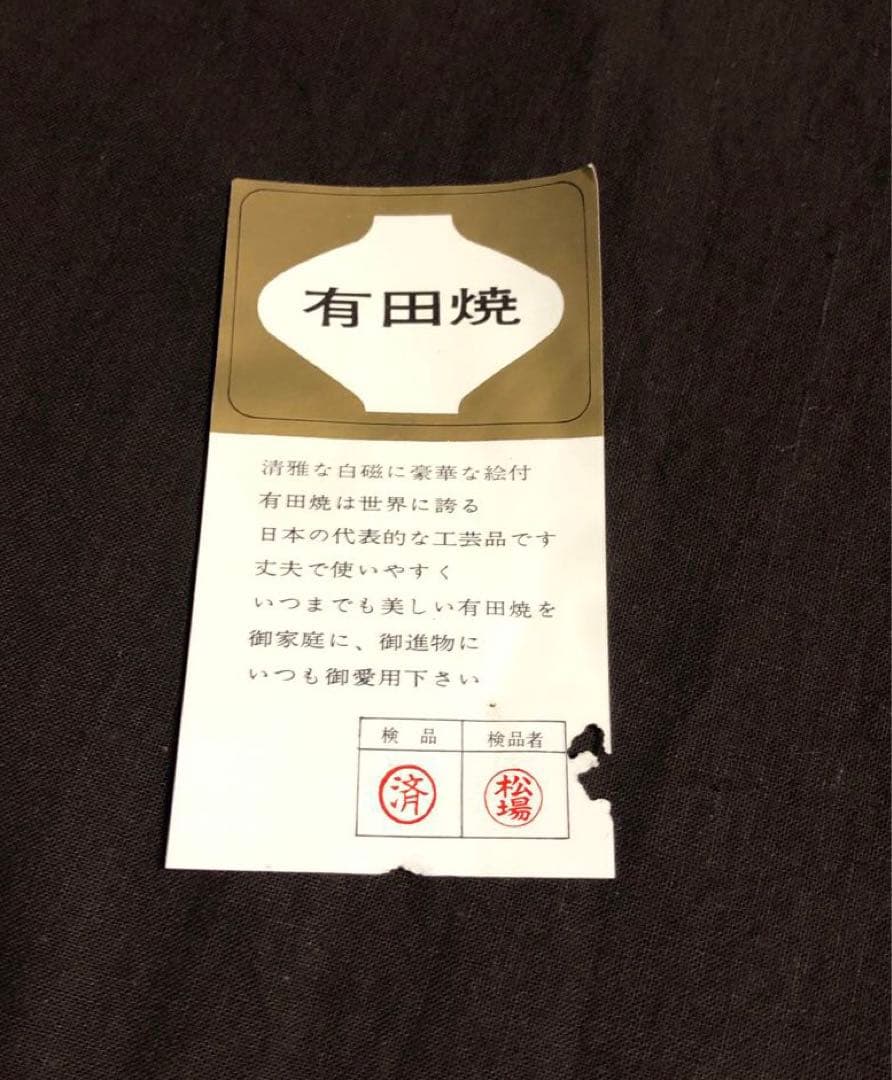 有田焼
清雅な白磁に豪華な絵付
有田焼は世界に誇る
日本の代表的な工芸品です
丈夫で使いやすく
いつまでも美しい有田焼を
御家庭に、御進物に
いつも御愛用下さい
検品 検品者
済 松場